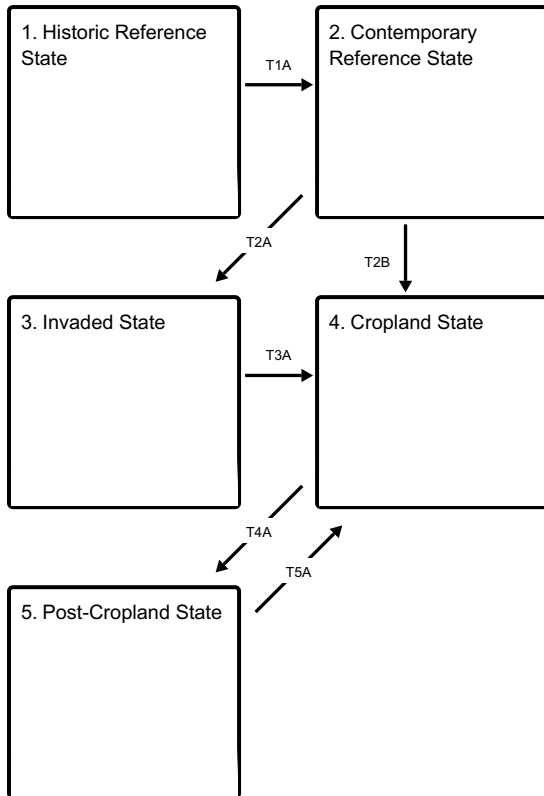 1. Historic Reference
State
T1A
2. Contemporary
Reference State
T2A
T2B
3. Invaded State
T3A
4. Cropland State
T4A
T5A
5. Post-Cropland State